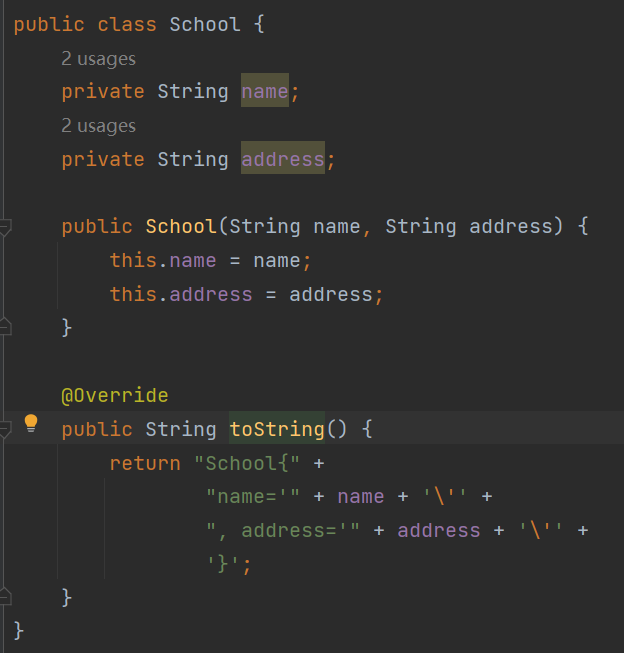 public class School {
2 usages
private String name;
2 usages
private String address;
public School(String name, String address) {
this.name = name;
this.address = address;
}
@Override
public String toString() {
return "School{" +
"name='" + name + '\'' +
", address='" + address + '\'' +
'}';
}
}